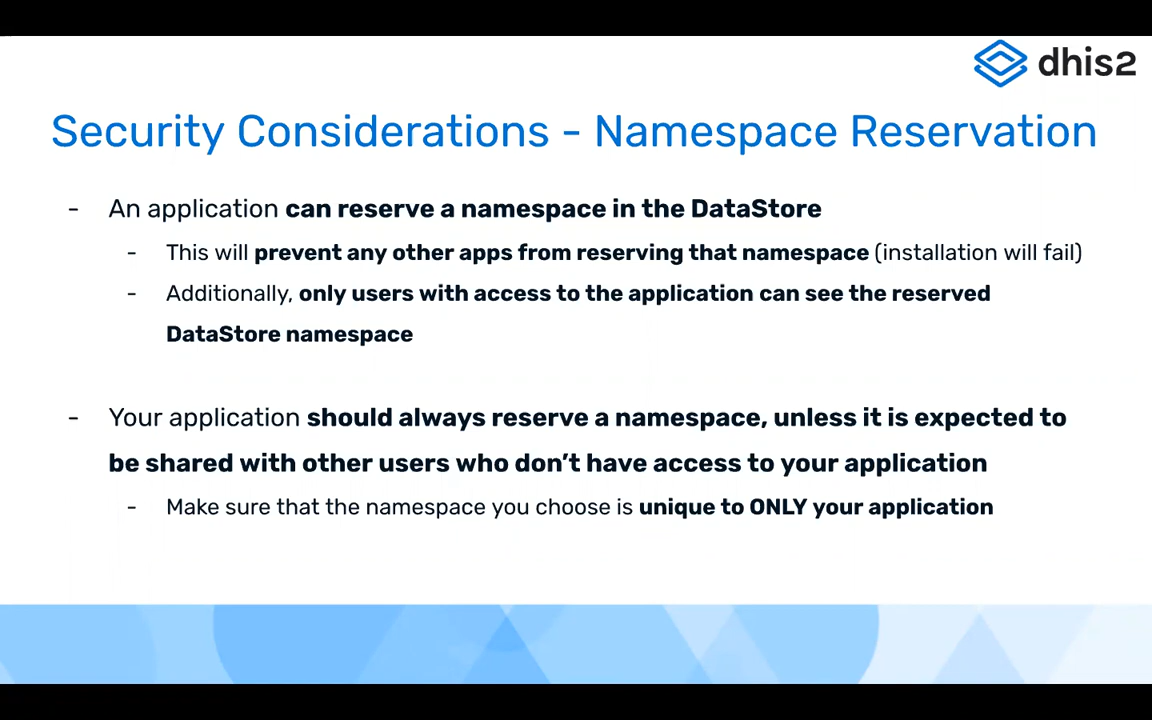 dhis2
Security Considerations - Namespace Reservation
- An application can reserve a namespace in the DataStore
- This will prevent any other apps from reserving that namespace (installation will fail)
- Additionally, only users with access to the application can see the reserved
DataStore namespace
- Your application should always reserve a namespace, unless it is expected to
be shared with other users who don’t have access to your application
- Make sure that the namespace you choose is unique to ONLY your application